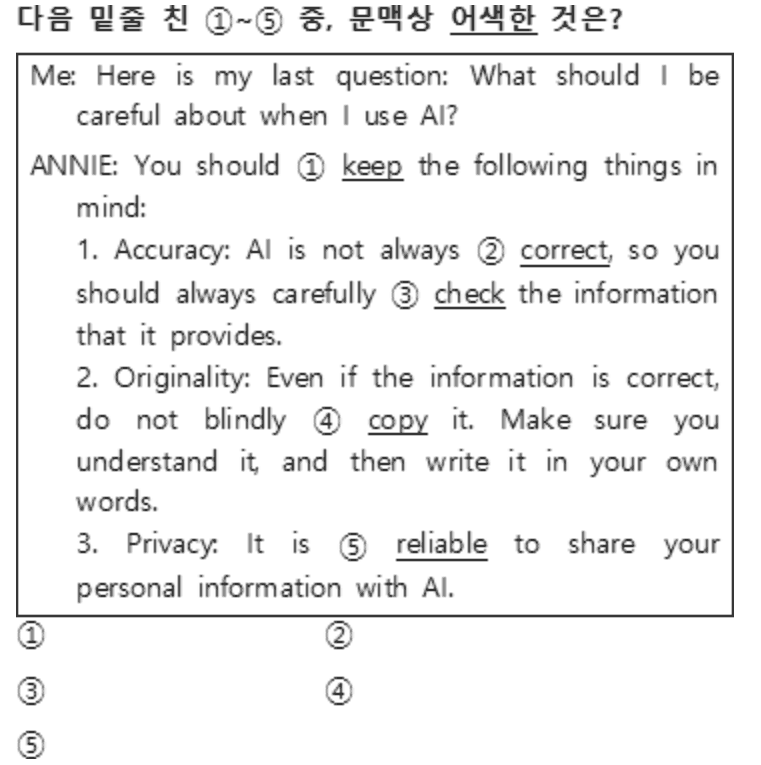 다음 밑줄 친 ①~⑤ 중, 문맥상 어색한 것은?
Me: Here is my last question: What should I be
careful about when I use AI?
ANNIE: You should ① keep the following things in
mind:
1. Accuracy: AI is not always ② correct, so you
should always carefully ③ check the information
that it provides.
2. Originality: Even if the information is correct,
do not blindly ④ copy it. Make sure you
understand it, and then write it in your own
words.
3. Privacy: It is ⑤ reliable to share your
personal information with AI.
① ②
③ ④
⑤